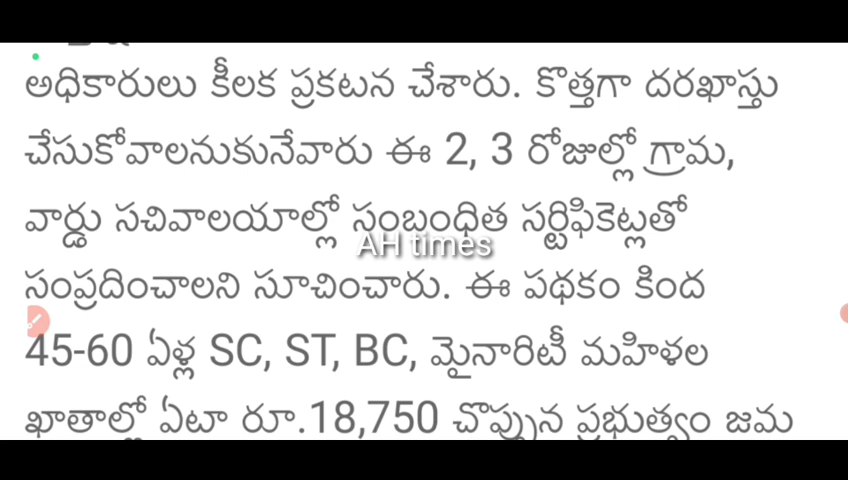 అధికారులు కీలక ప్రకటన చేశారు. కొత్తగా దరఖాస్తు
చేసుకోవాలనుకునేవారు ఈ 2, 3 రోజుల్లో గ్రామ,
వార్డు సచివాలయాల్లో సంబంధిత సర్టిఫికెట్లతో
AH times
సంప్రదించాలని సూచించారు. ఈ పథకం కింద
45-60 ఏళ్ల SC, ST, BC, మైనారిటీ మహిళల
ఖాతాల్లో ఏటా రూ.18,750 చొప్పున ప్రభుత్వం జమ